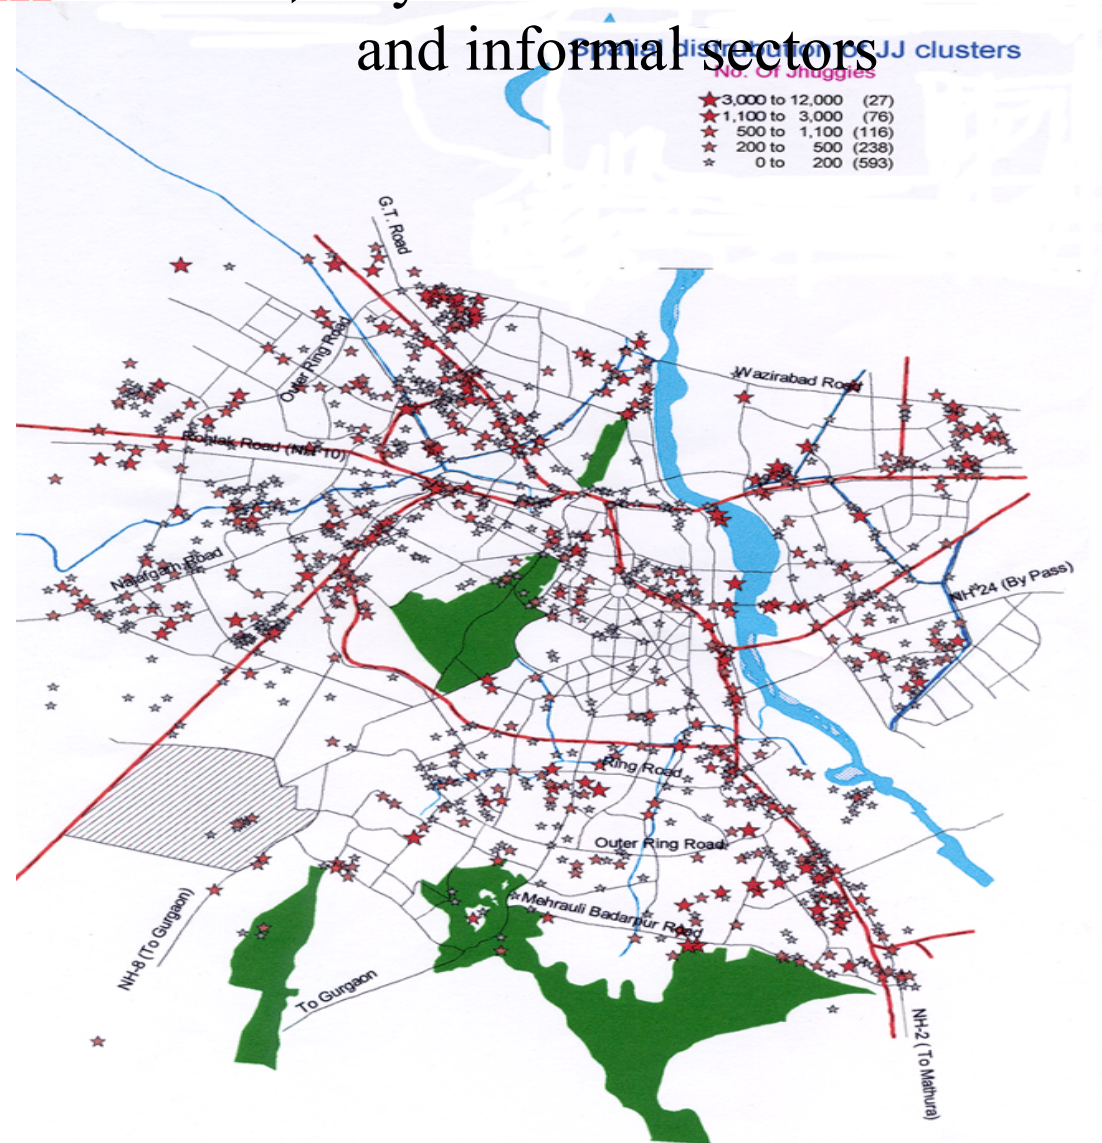 and informal sectors
Spatial distrubution of JJ clusters
No. Of Jhuggies
3,000 to 12,000 (27)
1,100 to 3,000 (76)
500 to 1,100 (116)
200 to 500 (238)
0 to 200 (593)
G.T. Road
Outer Ring Road
Wazirabad Road
Rohtak Road (NH-10)
Najafgarh Road
NH-24 (By Pass)
Ring Road
Outer Ring Road
Mehrauli Badarpur Road
NH-8 (To Gurgaon)
To Gurgaon
NH-2 ( To Mathura)